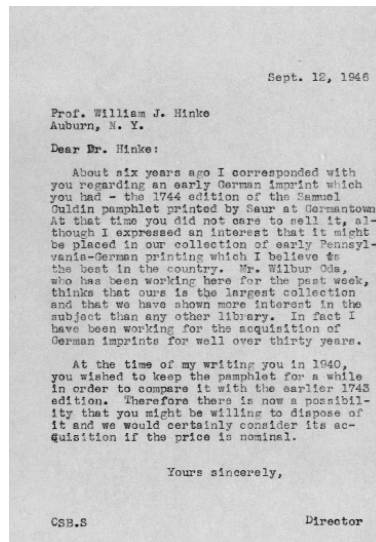 Sept. 12, 1946
Prof. William J. Hinke
Auburn, N. Y.
Dear Dr. Hinke:
About six years ago I corresponded with
you regarding an early German imprint which
you had - the 1744 edition of the Samuel
Guldin pamphlet printed by Saur at Germantown
At that time you did not care to sell it, al-
though I expressed an interest that it might
be placed in our collection of early Pennsyl-
vania-German printing which I believe is
the best in the country. Mr. Wilbur Oda,
who has been working here for the past week,
thinks that ours is the largest collection
and that we have shown more interest in the
subject than any other library. In fact I
have been working for the acquisition of
German imprints for well over thirty years.
At the time of my writing you in 1940,
you wished to keep the pamphlet for a while
in order to compare it with the earlier 1743
edition. Therefore there is now a possibil-
ity that you might be willing to dispose of
it and we would certainly consider its ac-
quisition if the price is nominal.
Yours sincerely,
CSB.S Director